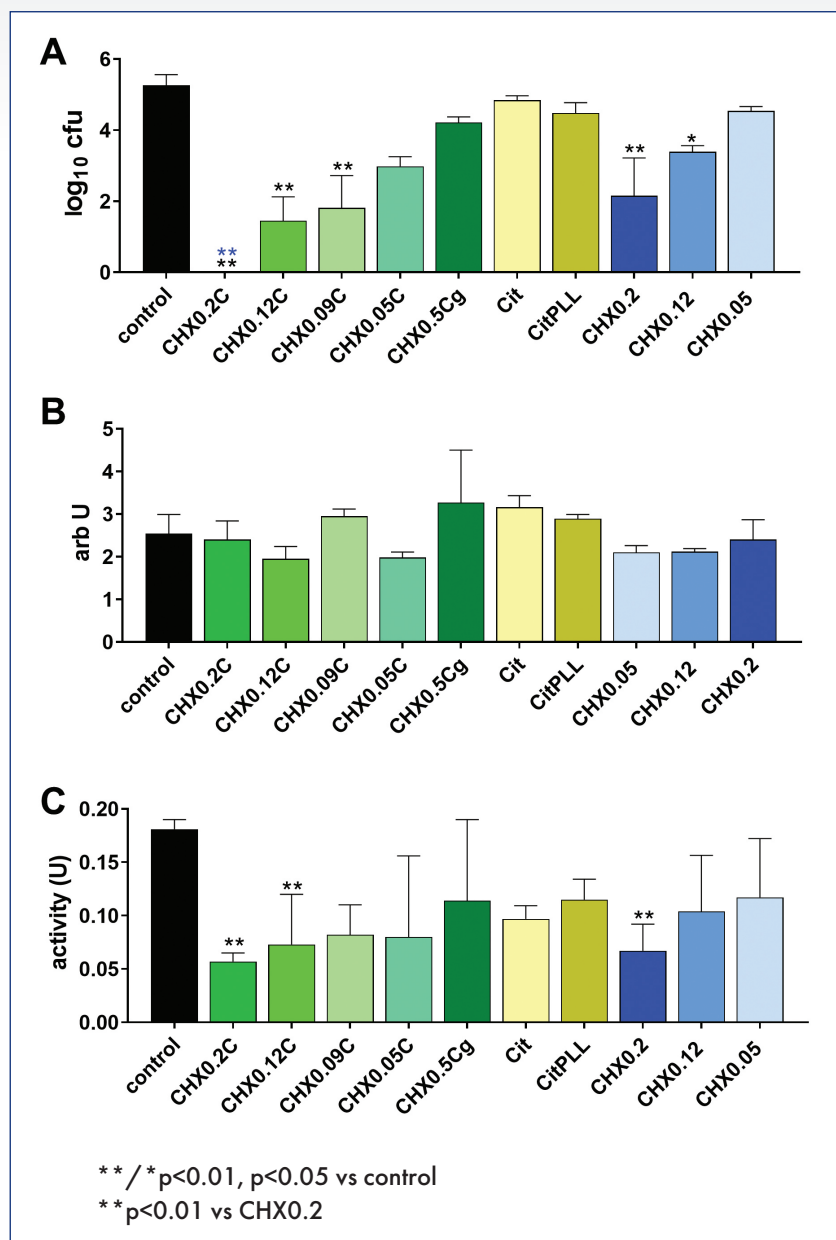 A
log10 cfu
6
4
2
0
**
**
**
**
**
*
control
CHX0.2C
CHX0.12C
CHX0.09C
CHX0.05C
CHX0.5Cg
Cit
CitPLL
CHX0.2
CHX0.12
CHX0.05
B
arb U
5
4
3
2
1
0
control
CHX0.2C
CHX0.12C
CHX0.09C
CHX0.05C
CHX0.5Cg
Cit
CitPLL
CHX0.05
CHX0.12
CHX0.2
C
activity (U)
0.20
0.15
0.10
0.05
0.00
**
**
**
control
CHX0.2C
CHX0.12C
CHX0.09C
CHX0.05C
CHX0.5Cg
Cit
CitPLL
CHX0.2
CHX0.12
CHX0.05
**/*p<0.01, p<0.05 vs control
**p<0.01 vs CHX0.2